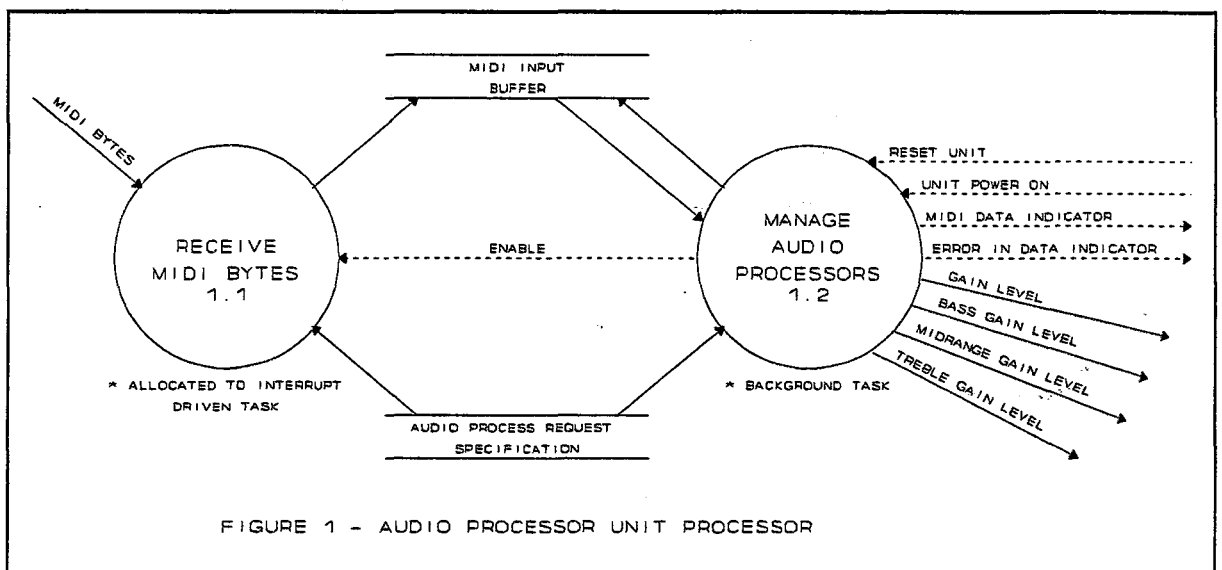 MIDI INPUT
BUFFER
MIDI BYTES
RESET UNIT
UNIT POWER ON
MIDI DATA INDICATOR
ERROR IN DATA INDICATOR
RECEIVE
MIDI BYTES
1.1
ENABLE
MANAGE
AUDIO
PROCESSORS
1.2
GAIN LEVEL
BASS GAIN LEVEL
MIDRANGE GAIN LEVEL
TREBLE GAIN LEVEL
* ALLOCATED TO INTERRUPT
DRIVEN TASK
* BACKGROUND TASK
AUDIO PROCESS REQUEST
SPECIFICATION
FIGURE 1 - AUDIO PROCESSOR UNIT PROCESSOR